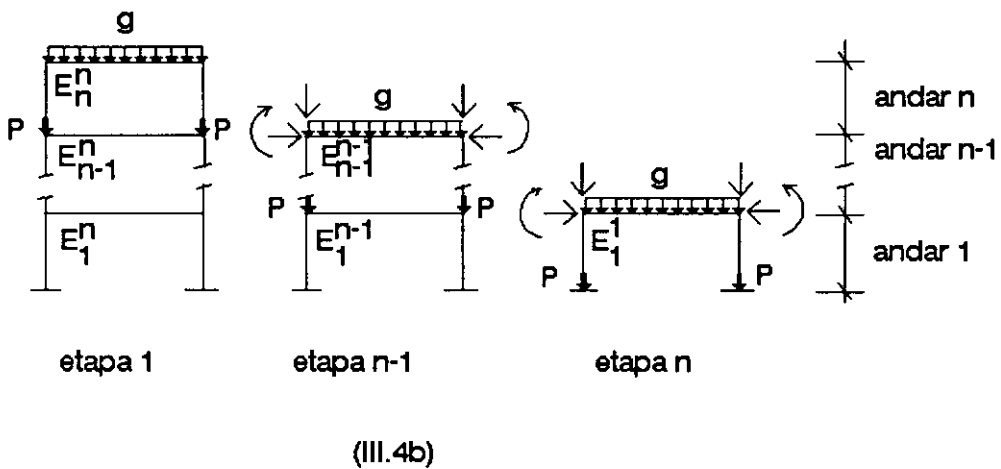 g
E_n^n
P P
E_{n-1}^n
E_1^n
g
E_{n-1}^{n-1}
P P
E_1^{n-1}
g
E_1^1
P P
andar n
andar n-1
andar 1
etapa 1 etapa n-1 etapa n
(III.4b)